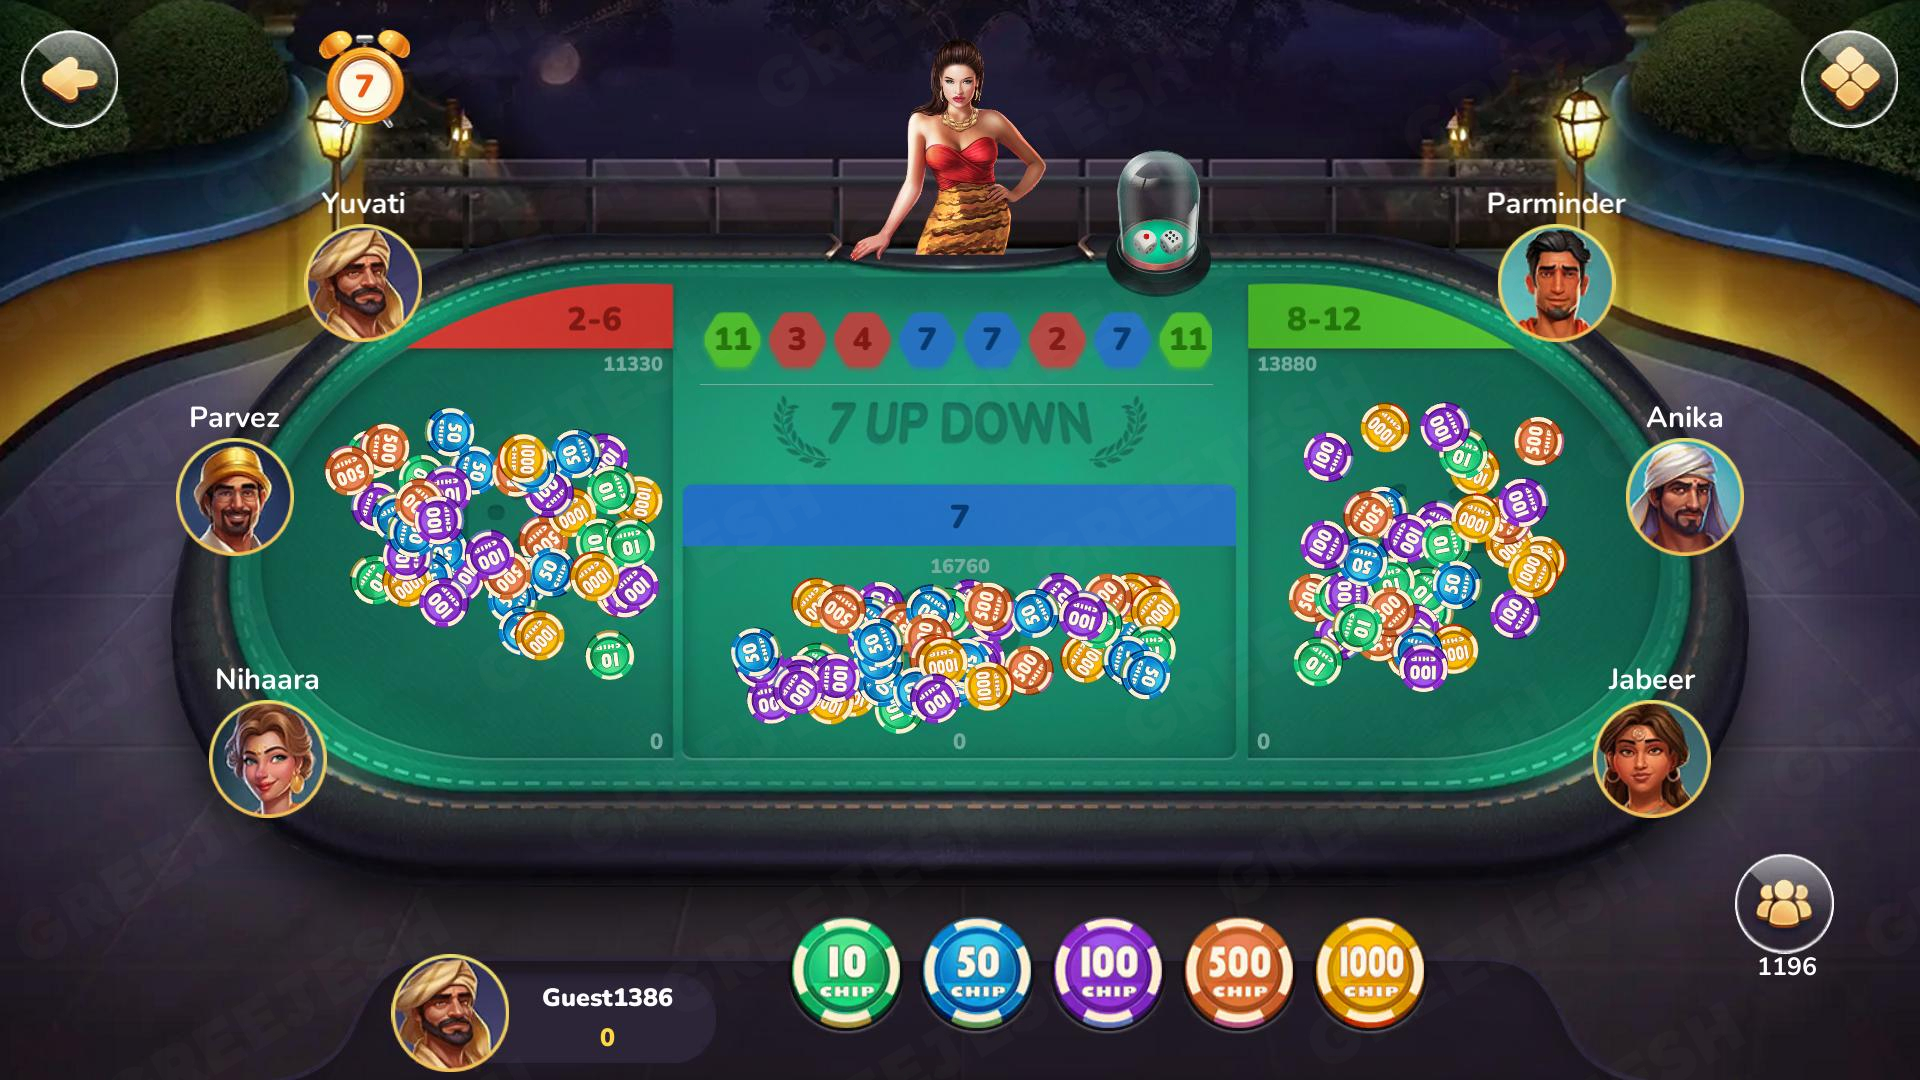 7
Yuvati
Parminder
2-6
11 3 4 7 7 2 7 11
8-12
11330
13880
7 UP DOWN
Parvez
Anika
7
16760
Nihaara
Jabeer
0
0
0
10 CHIP
50 CHIP
100 CHIP
500 CHIP
1000 CHIP
1196
Guest1386
0